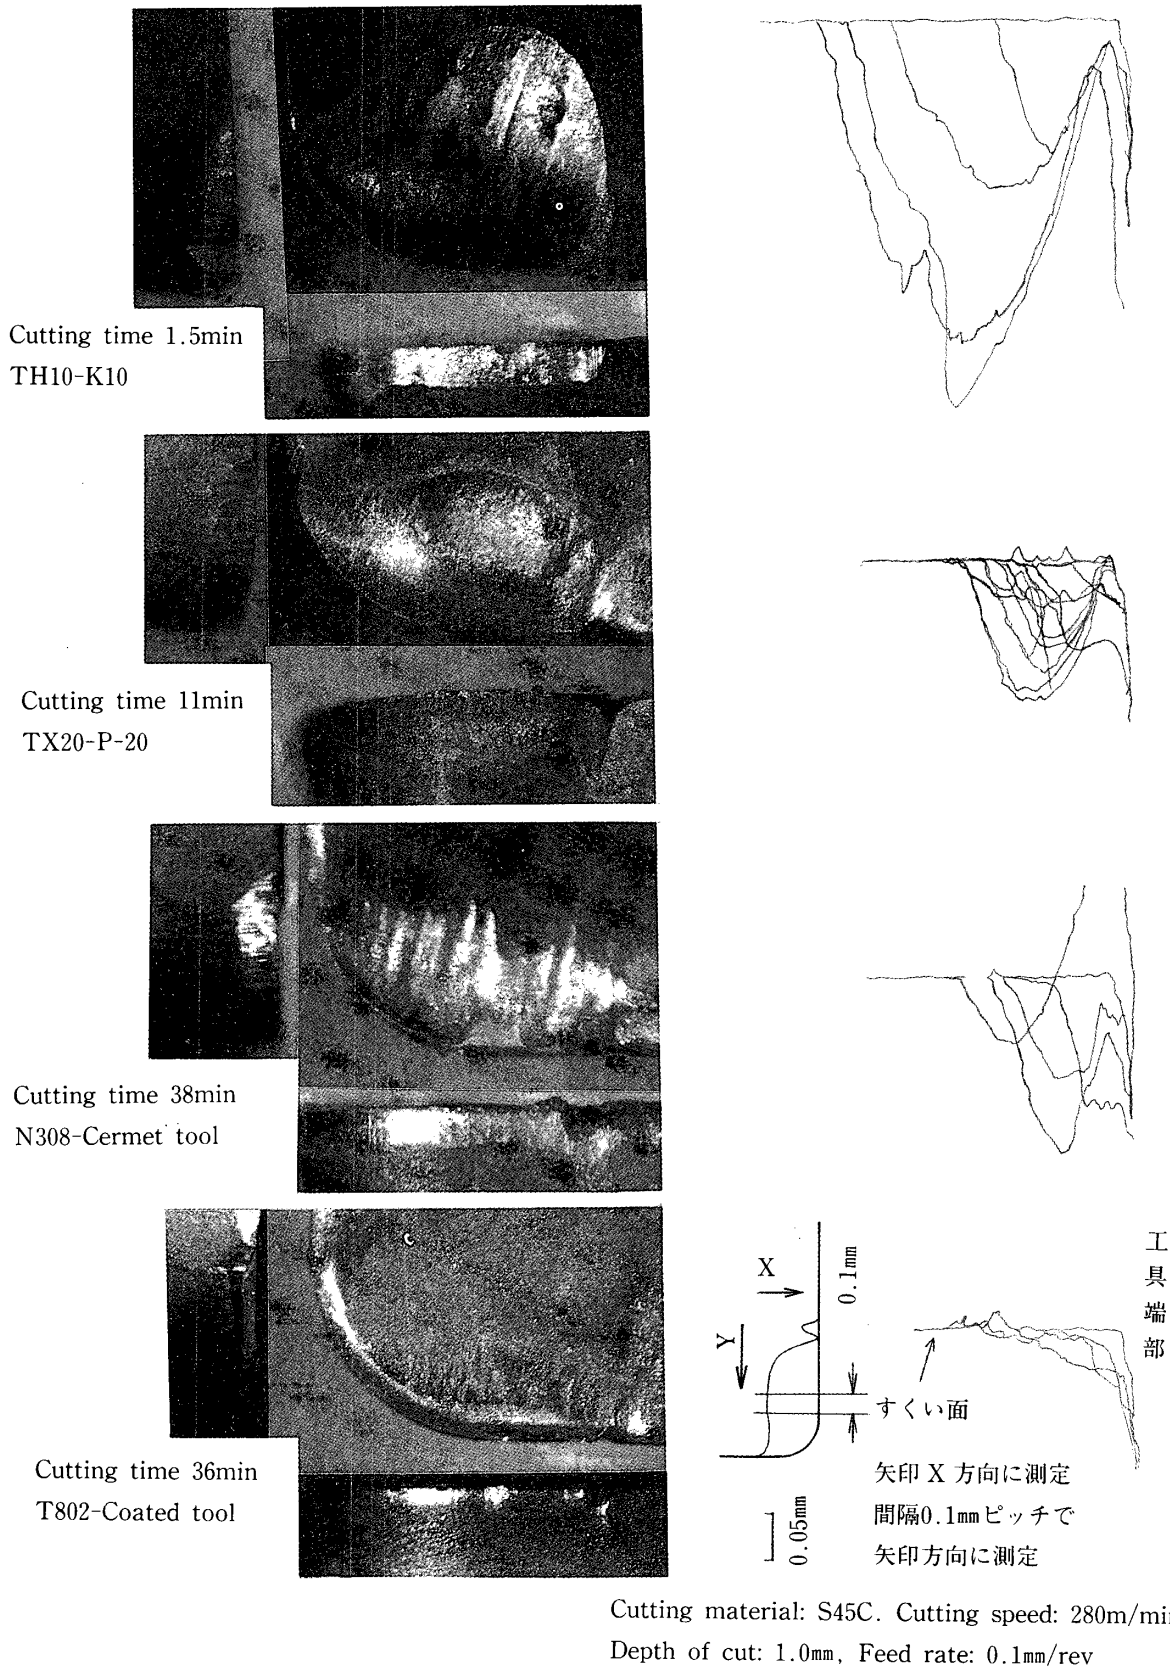 Cutting time 1.5min
TH10-K10
Cutting time 11min
TX20-P-20
Cutting time 38min
N308-Cermet tool
Cutting time 36min
T802-Coated tool
X
Y
0.1mm
すくい面
工具端部
0.05mm
矢印 X 方向に測定
間隔0.1mmピッチで
矢印方向に測定
Cutting material: S45C. Cutting speed: 280m/mi
Depth of cut: 1.0mm, Feed rate: 0.1mm/rev